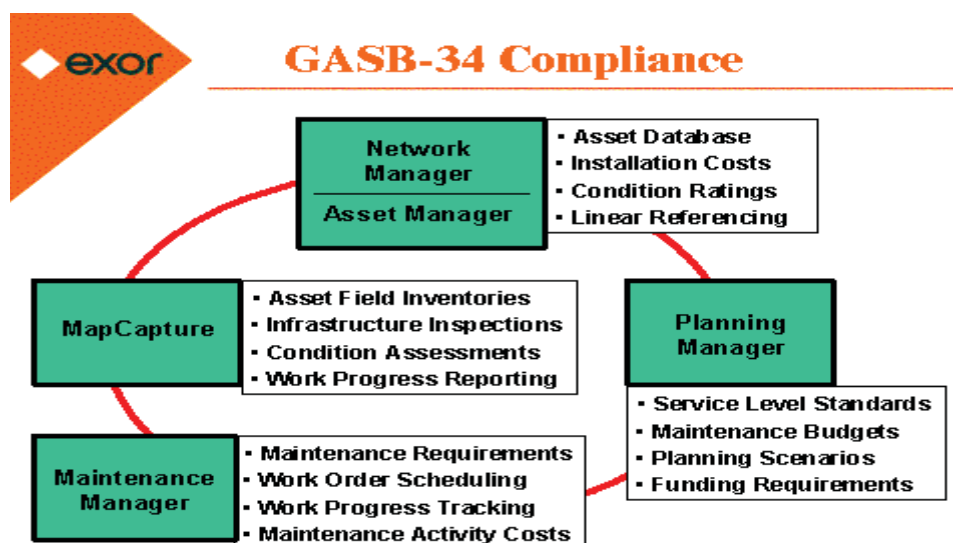 exor
GASB-34 Compliance
Network
Manager
Asset Manager
▪ Asset Database
▪ Installation Costs
▪ Condition Ratings
▪ Linear Referencing
MapCapture
▪ Asset Field Inventories
▪ Infrastructure Inspections
▪ Condition Assessments
▪ Work Progress Reporting
Planning
Manager
▪ Service Level Standards
▪ Maintenance Budgets
▪ Planning Scenarios
▪ Funding Requirements
Maintenance
Manager
▪ Maintenance Requirements
▪ Work Order Scheduling
▪ Work Progress Tracking
▪ Maintenance Activity Costs